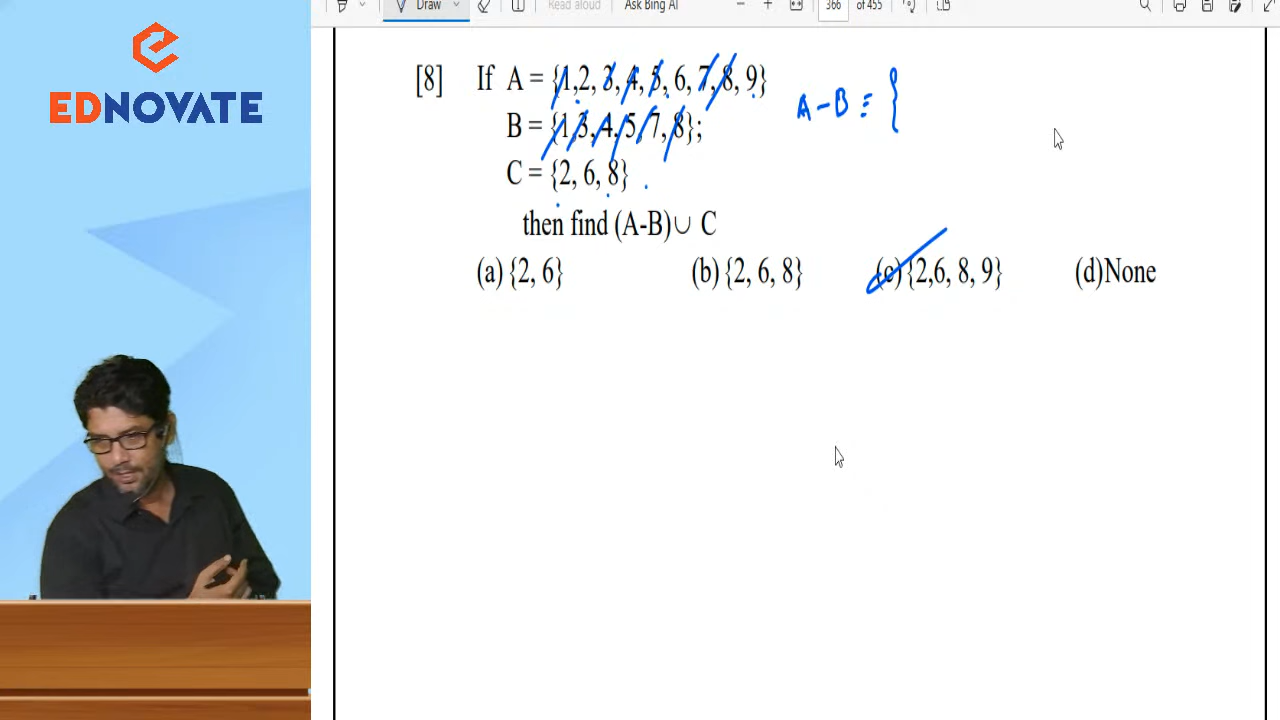 Draw
Read aloud
Ask Bing AI
366 of 455
EDNOVATE
[8] If A = {1,2, 3, 4, 5, 6, 7, 8, 9}
A-B = {
B = {1,3, 4, 5, 7, 8};
C = {2, 6, 8}
then find (A-B)∪ C
(a) {2, 6} (b) {2, 6, 8} (c) {2,6, 8, 9} (d)None